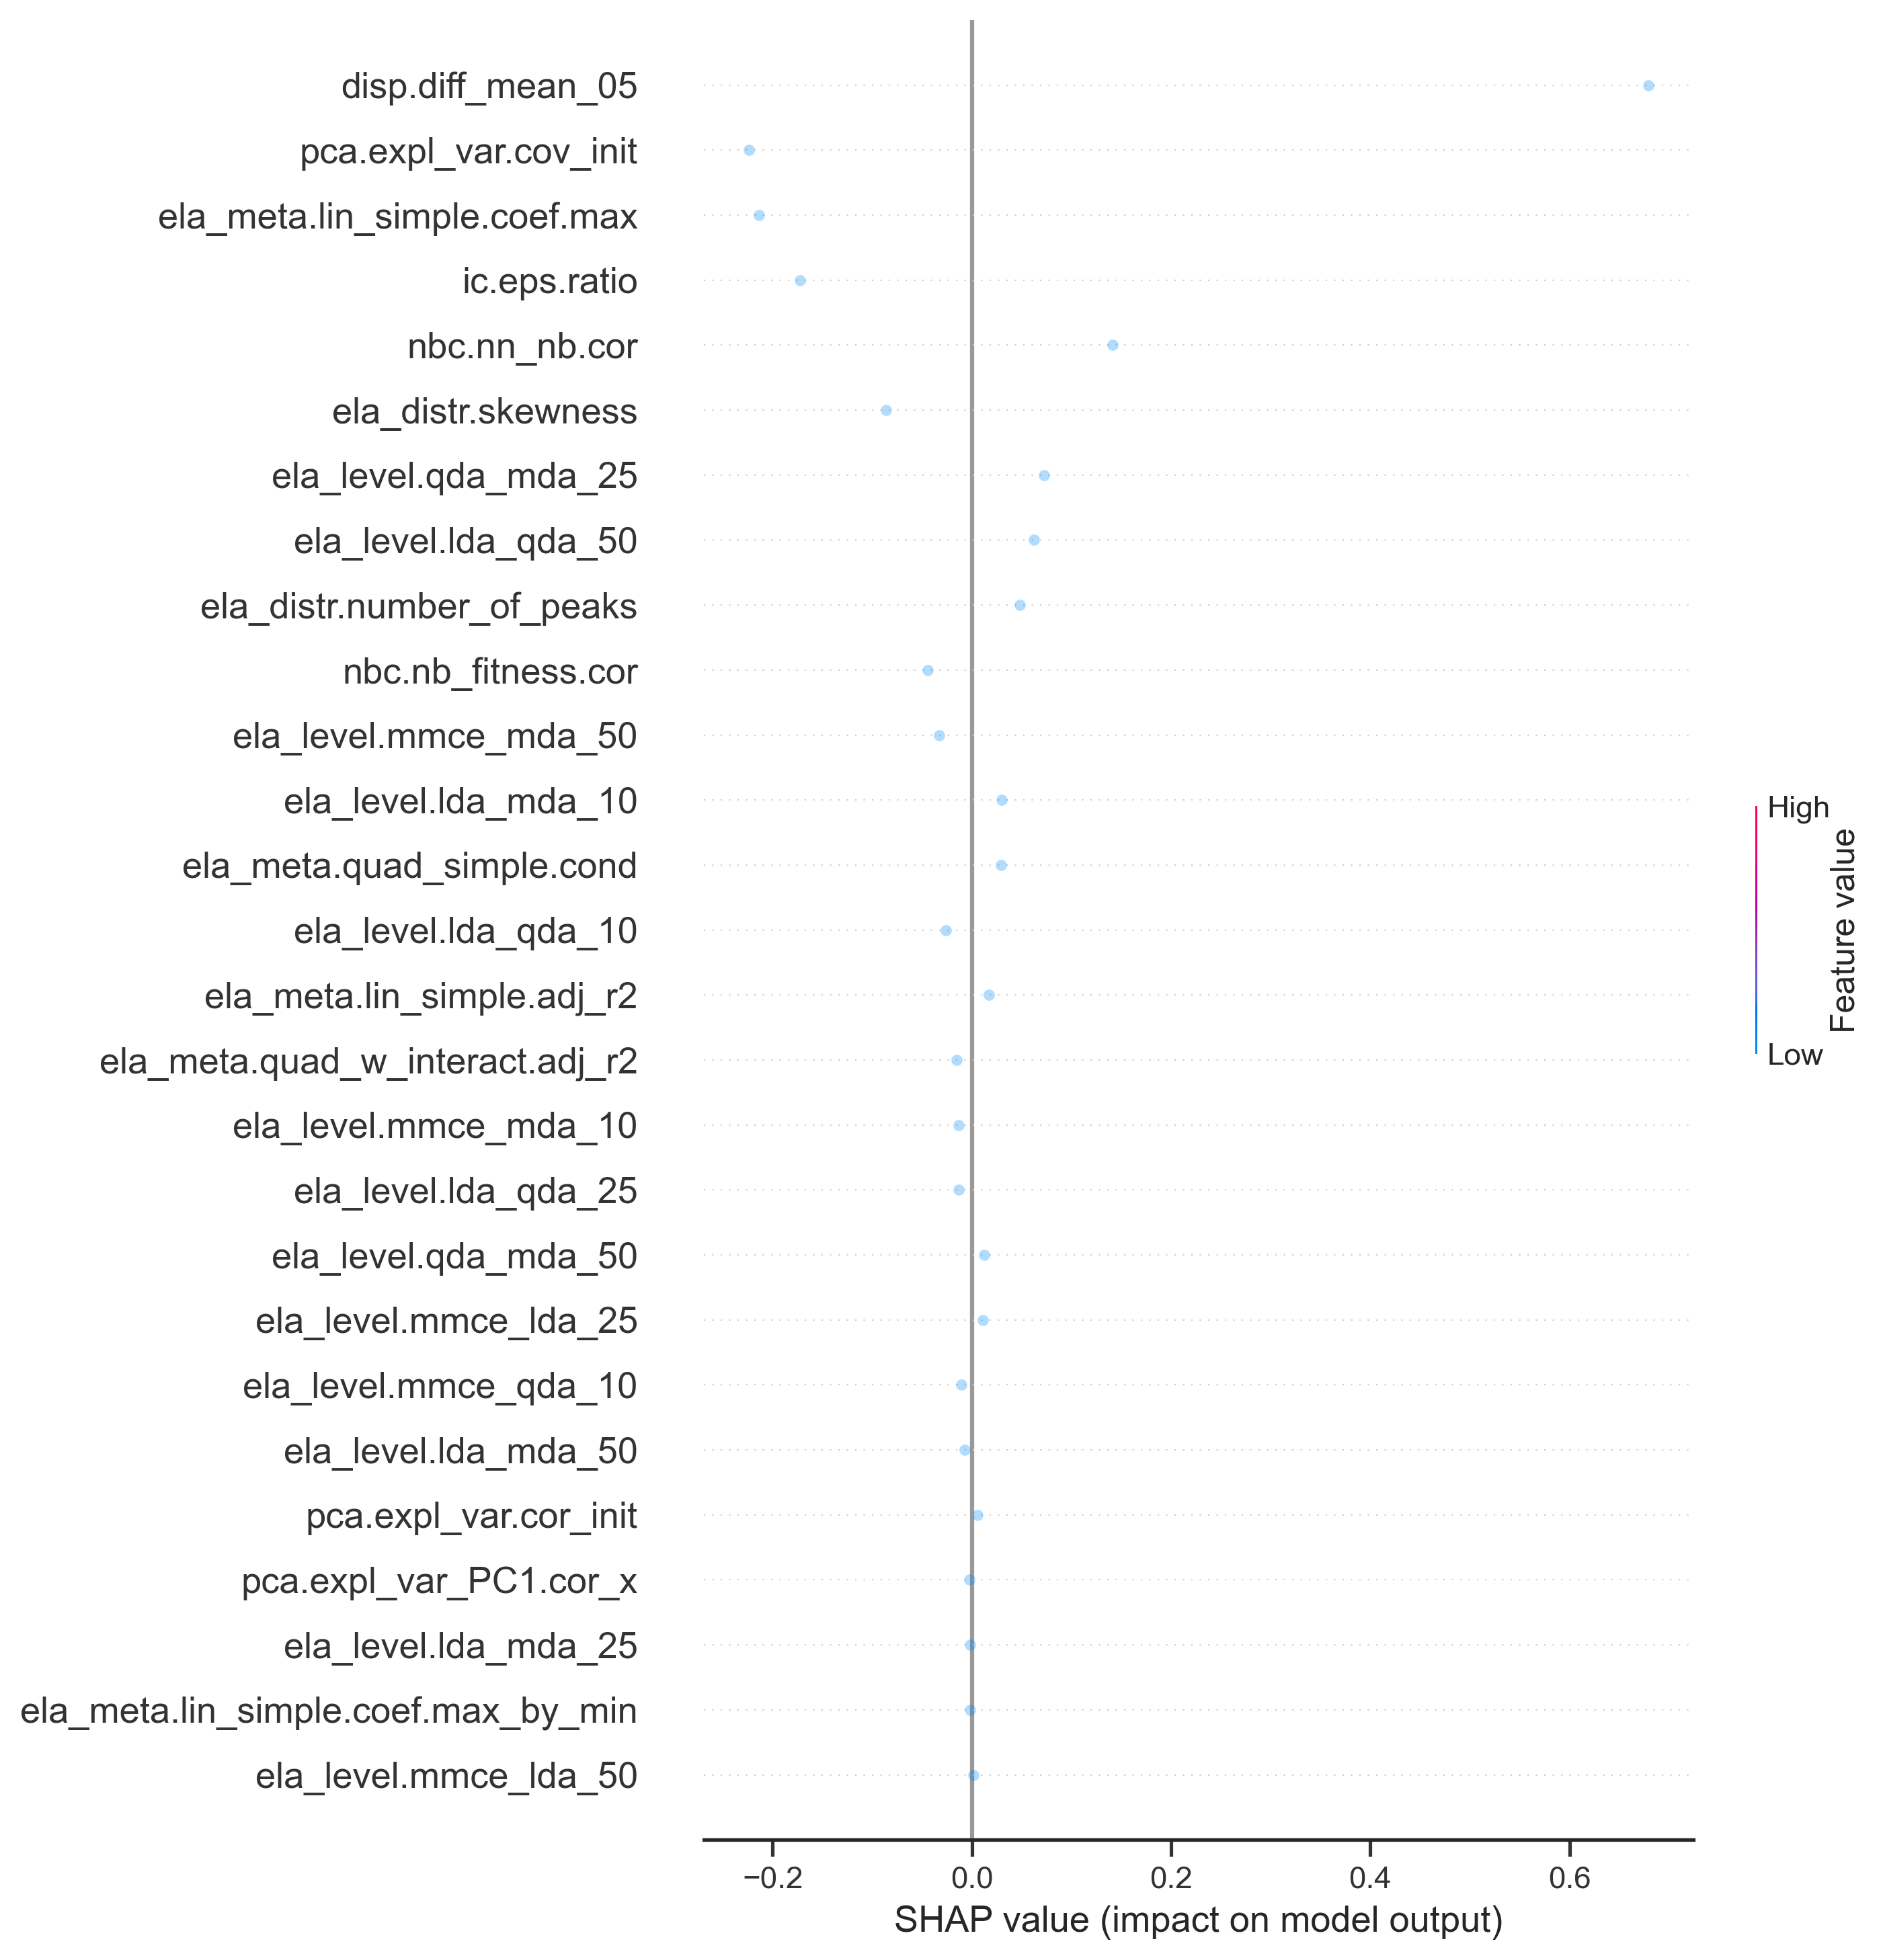 disp.diff_mean_05
pca.expl_var.cov_init
ela_meta.lin_simple.coef.max
ic.eps.ratio
nbc.nn_nb.cor
ela_distr.skewness
ela_level.qda_mda_25
ela_level.lda_qda_50
ela_distr.number_of_peaks
nbc.nb_fitness.cor
ela_level.mmce_mda_50
ela_level.lda_mda_10
ela_meta.quad_simple.cond
ela_level.lda_qda_10
ela_meta.lin_simple.adj_r2
ela_meta.quad_w_interact.adj_r2
ela_level.mmce_mda_10
ela_level.lda_qda_25
ela_level.qda_mda_50
ela_level.mmce_lda_25
ela_level.mmce_qda_10
ela_level.lda_mda_50
pca.expl_var.cor_init
pca.expl_var_PC1.cor_x
ela_level.lda_mda_25
ela_meta.lin_simple.coef.max_by_min
ela_level.mmce_lda_50
−0.2 0.0 0.2 0.4 0.6
SHAP value (impact on model output)
High
Feature value
Low